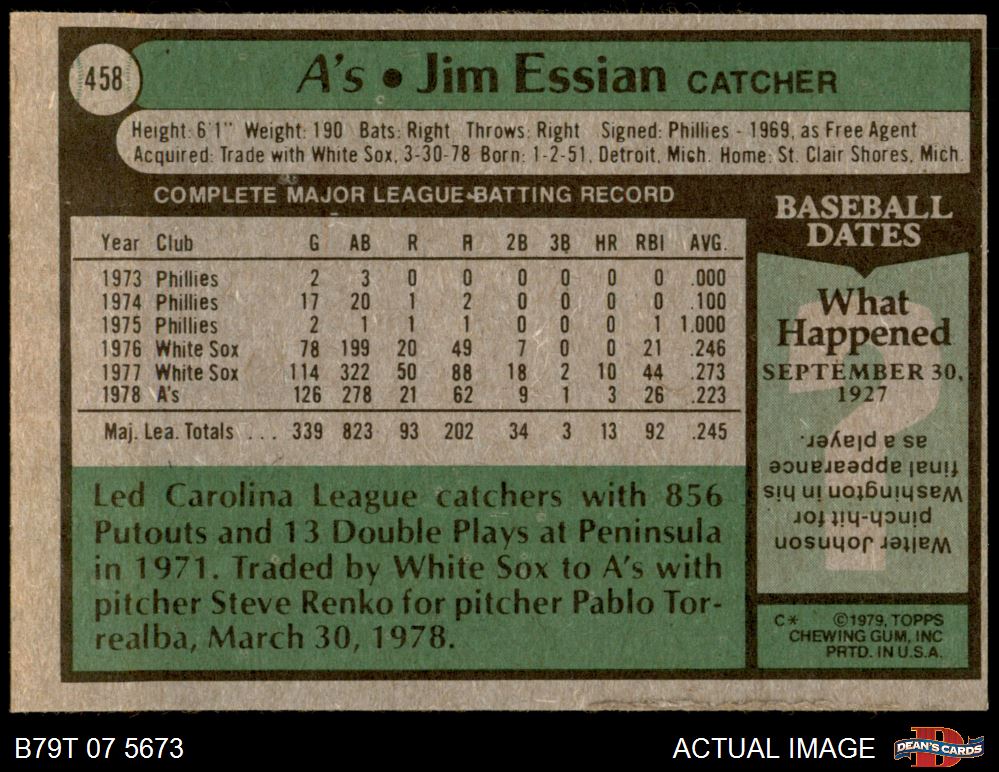 458
A's • Jim Essian CATCHER
Height: 6'1" Weight: 190 Bats: Right Throws: Right Signed: Phillies - 1969, as Free Agent
Acquired: Trade with White Sox, 3-30-78 Born: 1-2-51, Detroit, Mich. Home: St. Clair Shores, Mich.
COMPLETE MAJOR LEAGUE BATTING RECORD
Year Club G AB R H 2B 3B HR RBI AVG.
1973 Phillies 2 3 0 0 0 0 0 0 .000
1974 Phillies 17 20 1 2 0 0 0 0 .100
1975 Phillies 2 1 1 1 0 0 0 1 1.000
1976 White Sox 78 199 20 49 7 0 0 21 .246
1977 White Sox 114 322 50 88 18 2 10 44 .273
1978 A's 126 278 21 62 9 1 3 26 .223
Maj. Lea. Totals ... 339 823 93 202 34 3 13 92 .245
Led Carolina League catchers with 856
Putouts and 13 Double Plays at Peninsula
in 1971. Traded by White Sox to A's with
pitcher Steve Renko for pitcher Pablo Tor-
realba, March 30, 1978.
BASEBALL
DATES
What
Happened
SEPTEMBER 30,
1927
?
Walter Johnson
pinch-hit for
Washington in his
final appearance
as a player.
C* ©1979, TOPPS
CHEWING GUM, INC
PRTD. IN U.S.A.
B79T 07 5673
ACTUAL IMAGE
D
DEAN'S CARDS